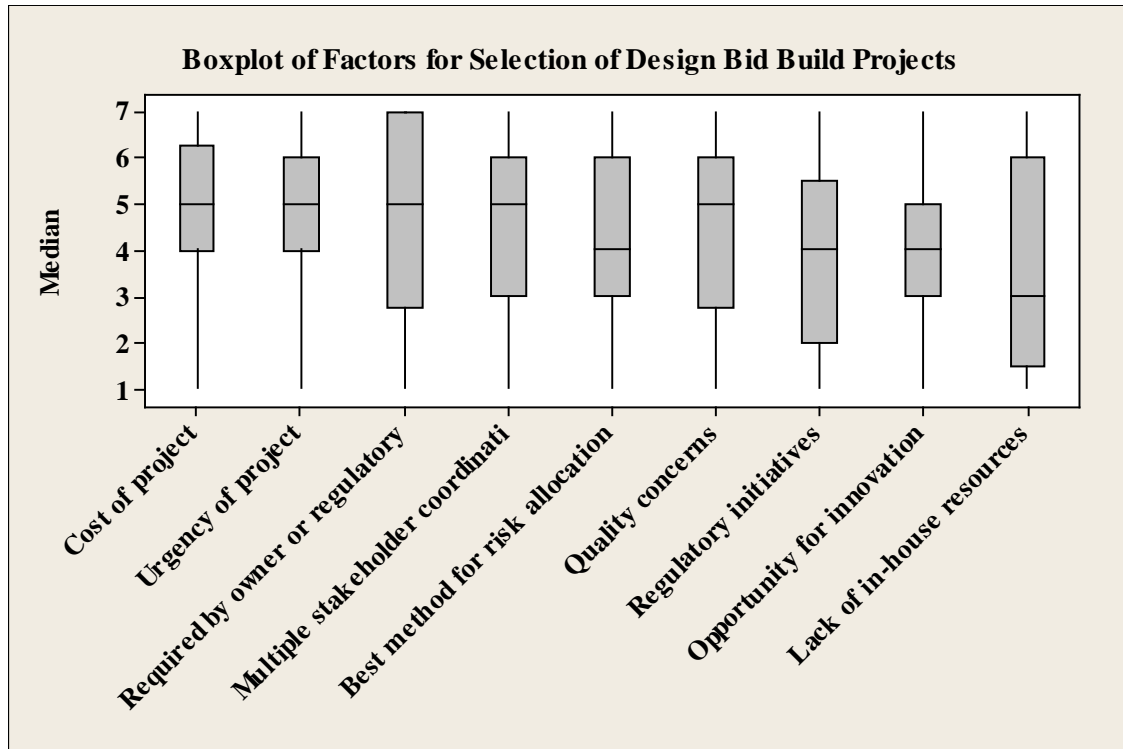 Boxplot of Factors for Selection of Design Bid Build Projects
Median
7
6
5
4
3
2
1
Cost of project
Urgency of project
Required by owner or regulatory
Multiple stakeholder coordinati
Best method for risk allocation
Quality concerns
Regulatory initiatives
Opportunity for innovation
Lack of in-house resources